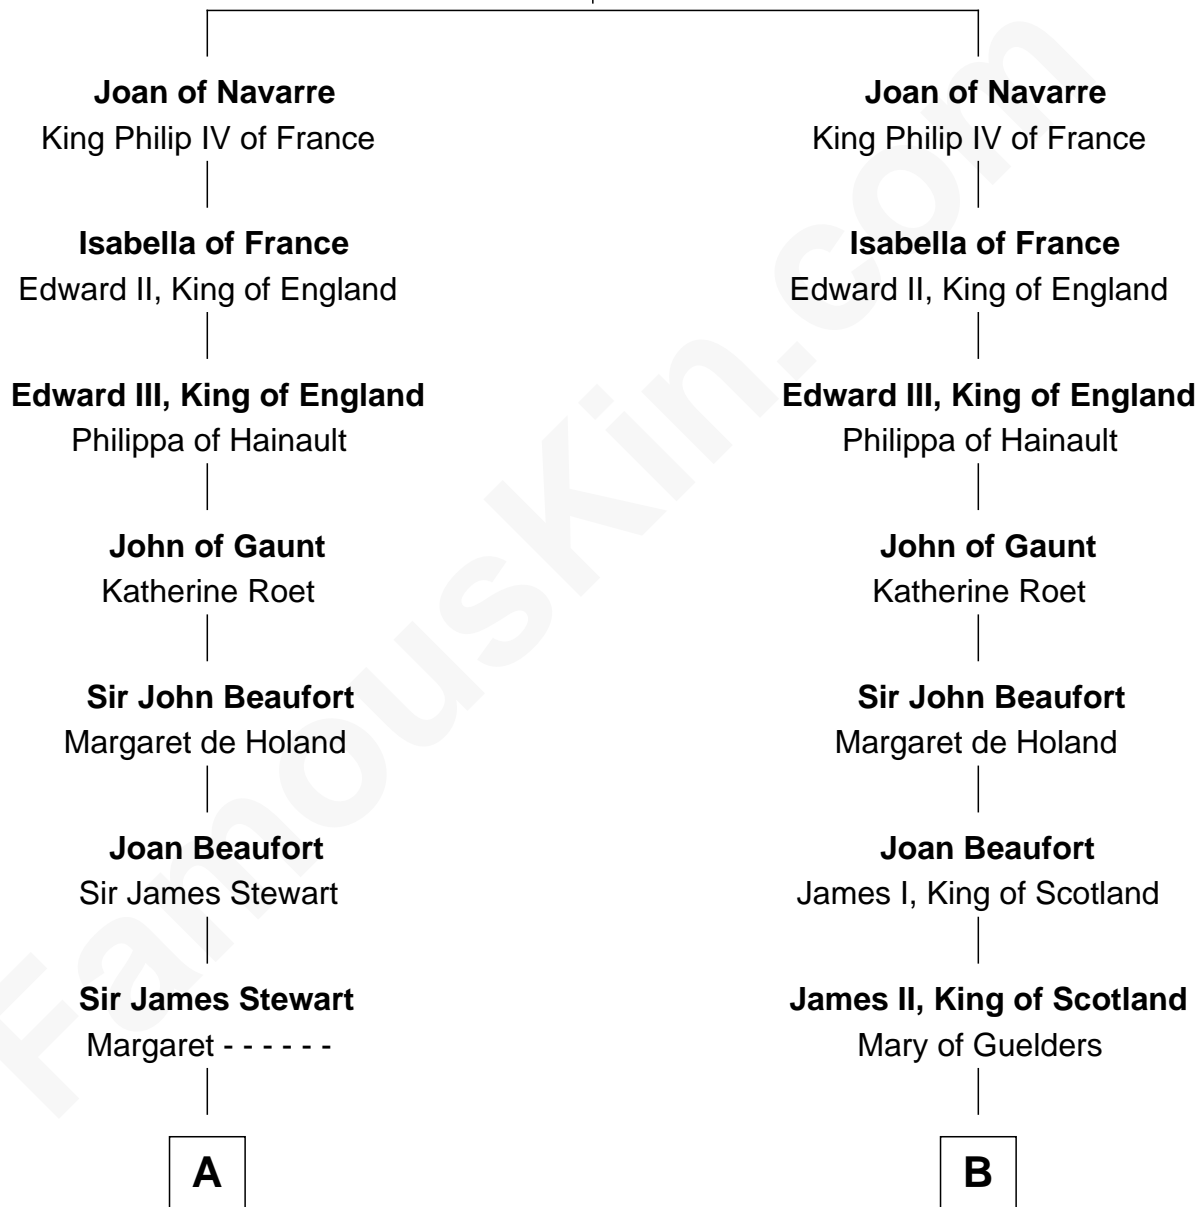 Joan of Navarre
King Philip IV of France
Isabella of France
Edward II, King of England
Edward III, King of England
Philippa of Hainault
John of Gaunt
Katherine Roet
Sir John Beaufort
Margaret de Holand
Joan Beaufort
Sir James Stewart
Sir James Stewart
Margaret - - - - - -
A
Joan of Navarre
King Philip IV of France
Isabella of France
Edward II, King of England
Edward III, King of England
Philippa of Hainault
John of Gaunt
Katherine Roet
Sir John Beaufort
Margaret de Holand
Joan Beaufort
James I, King of Scotland
James II, King of Scotland
Mary of Guelders
B
FamousKin.com